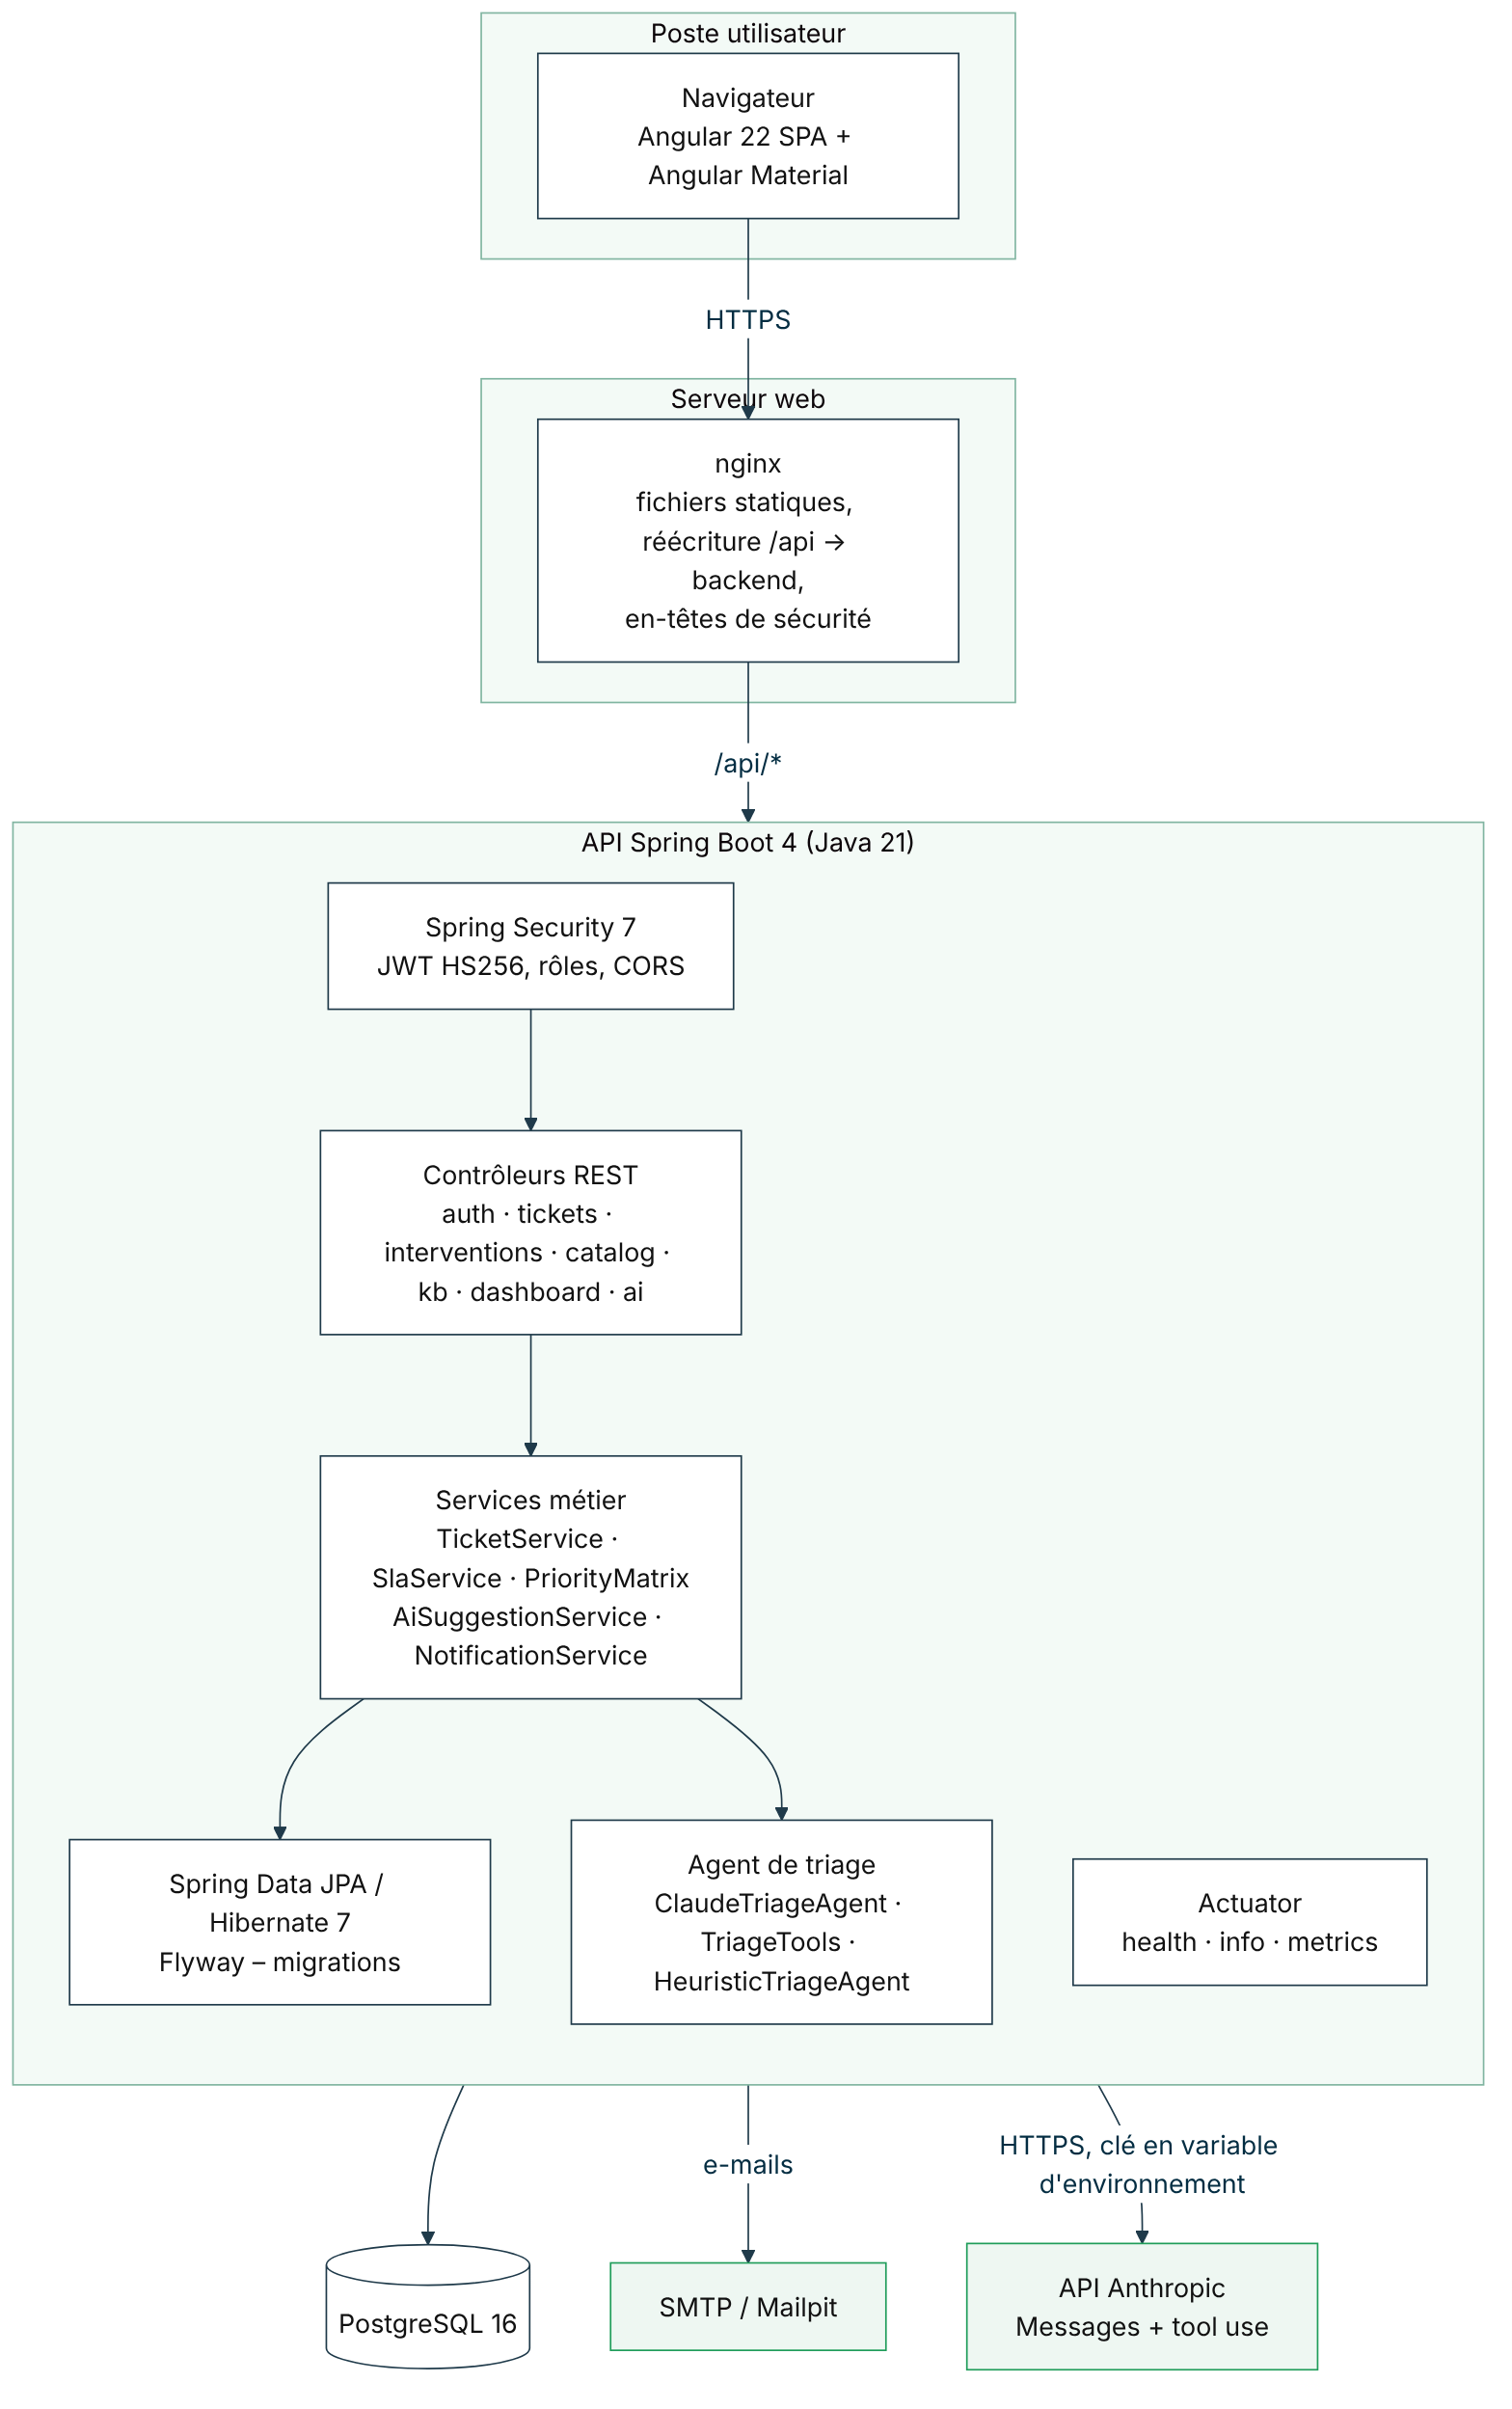 Poste utilisateur
Navigateur
Angular 22 SPA +
Angular Material
HTTPS
Serveur web
nginx
fichiers statiques,
réécriture /api →
backend,
en-têtes de sécurité
/api/*
API Spring Boot 4 (Java 21)
Spring Security 7
JWT HS256, rôles, CORS
Contrôleurs REST
auth · tickets ·
interventions · catalog ·
kb · dashboard · ai
Services métier
TicketService ·
SlaService · PriorityMatrix
AiSuggestionService ·
NotificationService
Spring Data JPA /
Hibernate 7
Flyway – migrations
Agent de triage
ClaudeTriageAgent ·
TriageTools ·
HeuristicTriageAgent
Actuator
health · info · metrics
e-mails
HTTPS, clé en variable
d'environnement
PostgreSQL 16
SMTP / Mailpit
API Anthropic
Messages + tool use